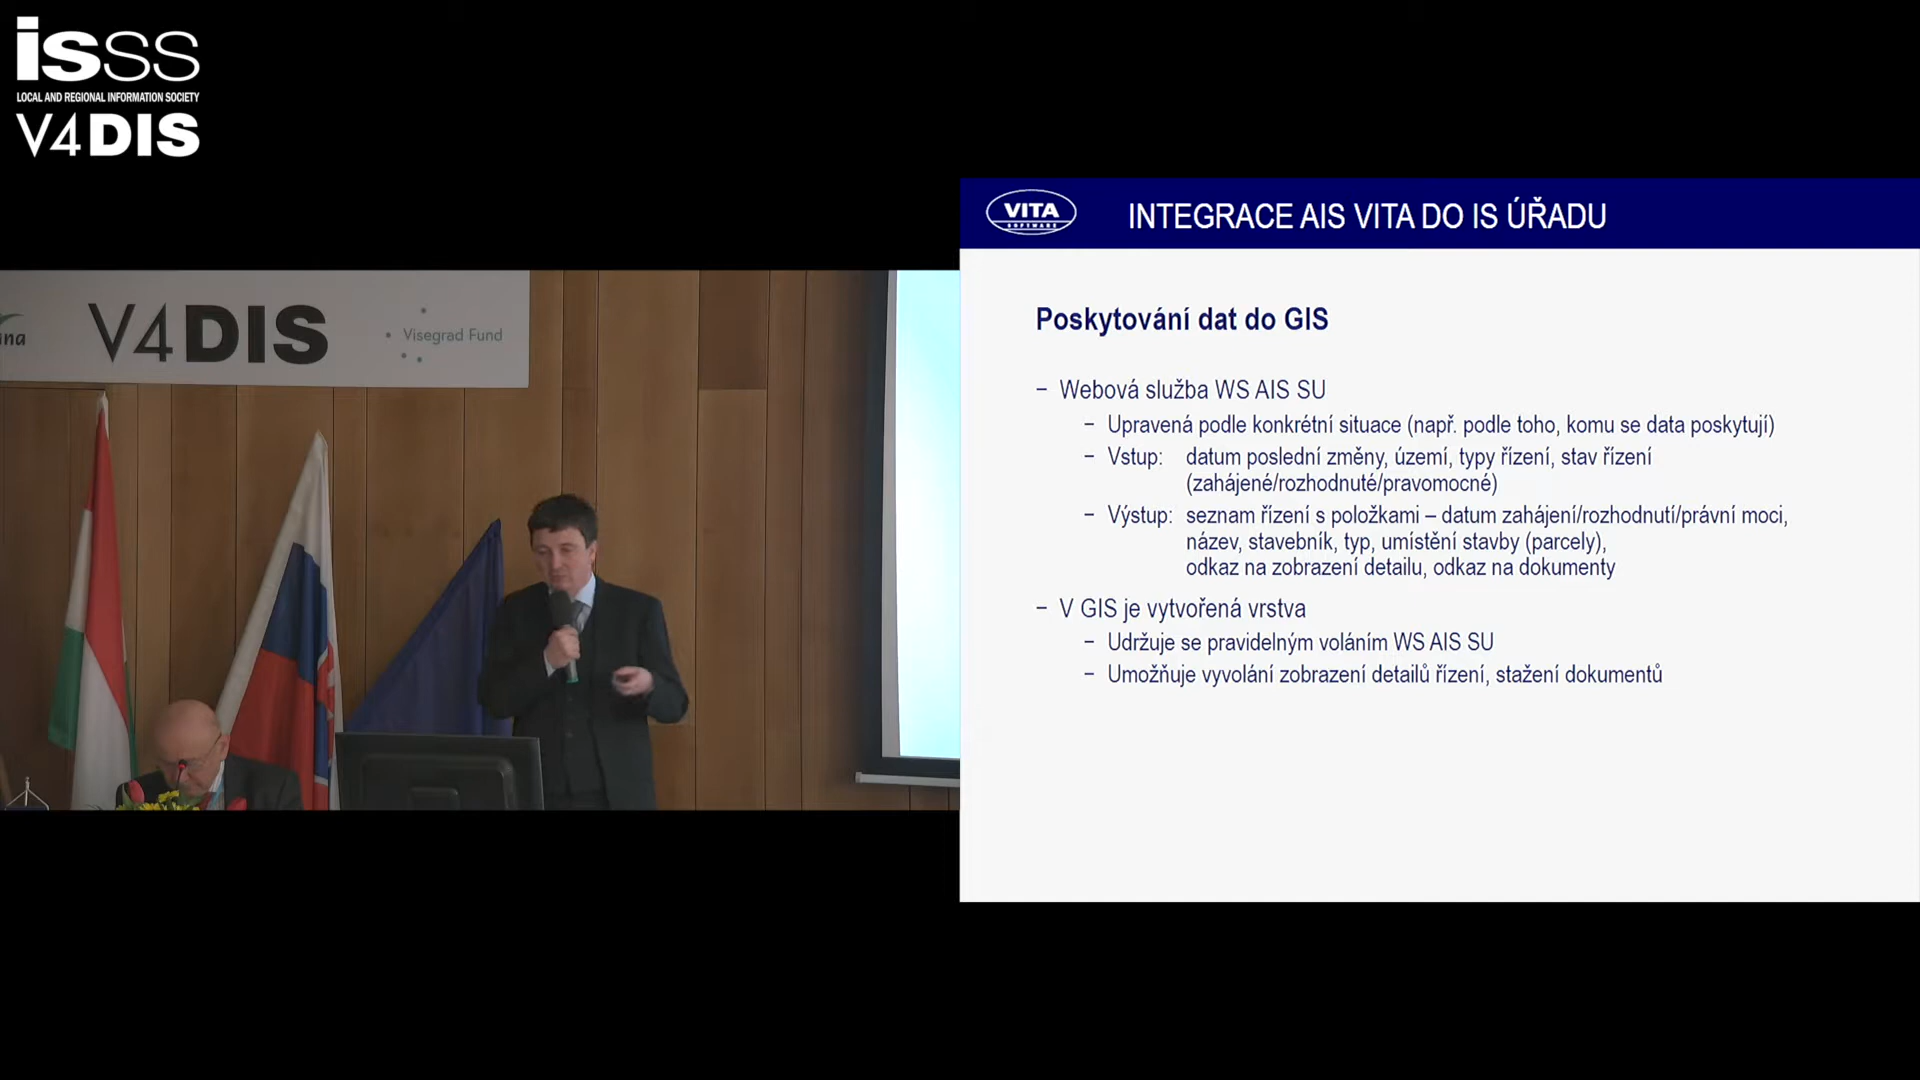 isss
LOCAL AND REGIONAL INFORMATION SOCIETY
V4DIS
ina
V4DIS
Visegrad Fund
VITA
SOFTWARE
INTEGRACE AIS VITA DO IS ÚŘADU
Poskytování dat do GIS
– Webová služba WS AIS SU
– Upravená podle konkrétní situace (např. podle toho, komu se data poskytují)
– Vstup: datum poslední změny, území, typy řízení, stav řízení
(zahájené/rozhodnuté/pravomocné)
– Výstup: seznam řízení s položkami – datum zahájení/rozhodnutí/právní moci,
název, stavebník, typ, umístění stavby (parcely),
odkaz na zobrazení detailu, odkaz na dokumenty
– V GIS je vytvořená vrstva
– Udržuje se pravidelným voláním WS AIS SU
– Umožňuje vyvolání zobrazení detailů řízení, stažení dokumentů